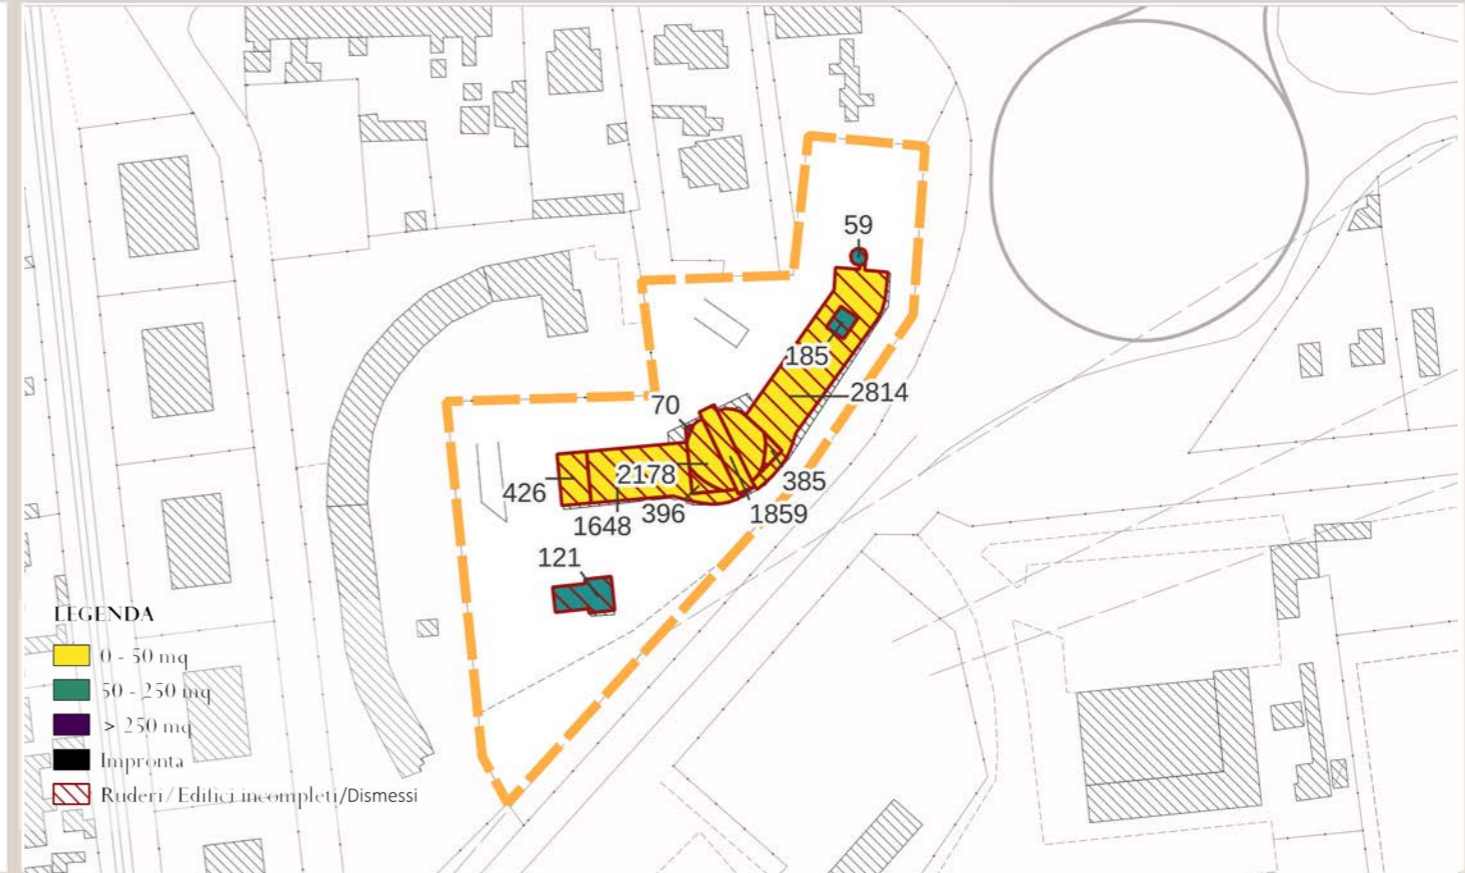 59
185
2814
70
2178
385
426
396
1859
1648
121
LEGENDA
0 - 50 mq
50 - 250 mq
> 250 mq
Impronta
Ruderi / Edifici incompleti/Dismessi